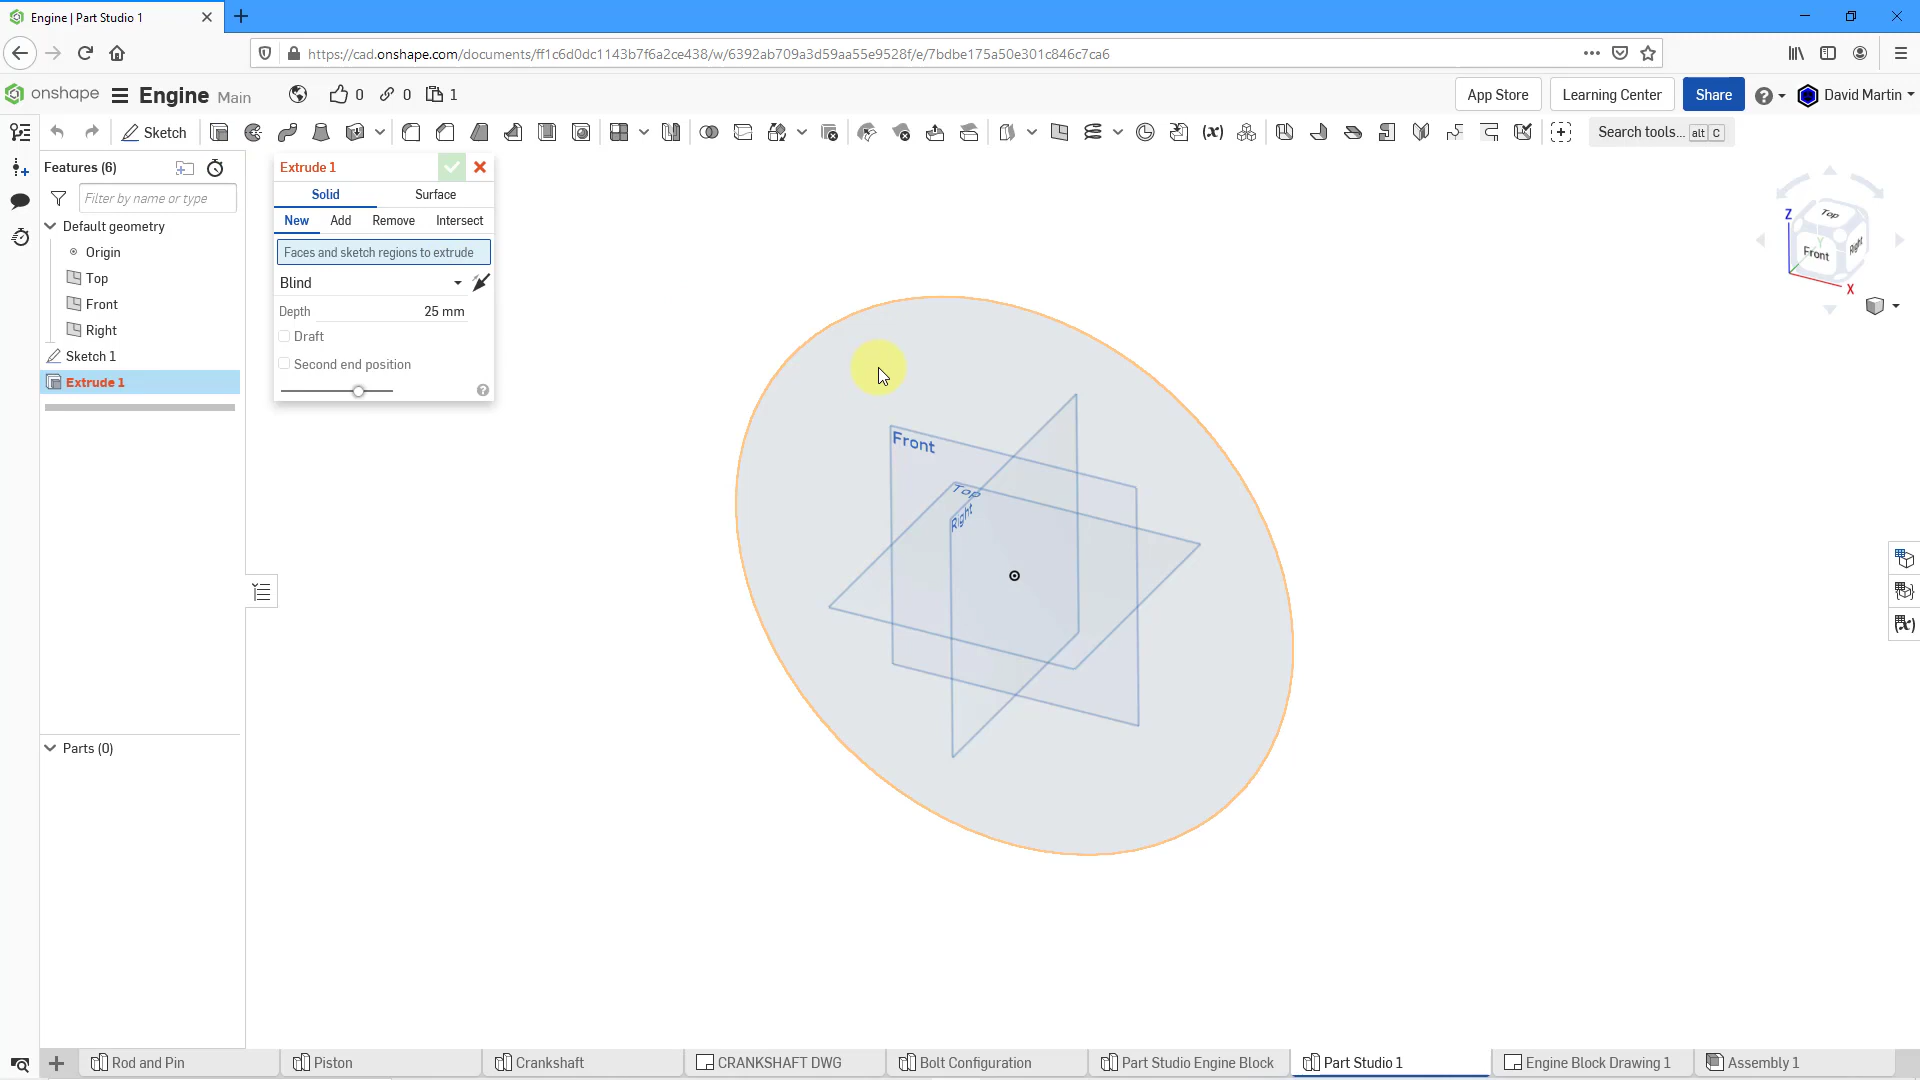 Engine | Part Studio 1
https://cad.onshape.com/documents/ff1c6d0dc1143b7f6a2ce438/w/6392ab709a3d59aa55e9528f/e/7bdbe175a50e301c846c7ca6
onshape Engine Main 0 0 1 App Store Learning Center Share David Martin
Sketch (x) Search tools... alt C
Features (6)
Filter by name or type
Default geometry
Origin
Top
Front
Right
Sketch 1
Extrude 1
Parts (0)
Extrude 1
Solid Surface
New Add Remove Intersect
Faces and sketch regions to extrude
Blind
Depth 25 mm
Draft
Second end position
Front
Top
Right
Z Top
Y
Front Right
X
(x)
Rod and Pin Piston Crankshaft CRANKSHAFT DWG Bolt Configuration Part Studio Engine Block Part Studio 1 Engine Block Drawing 1 Assembly 1